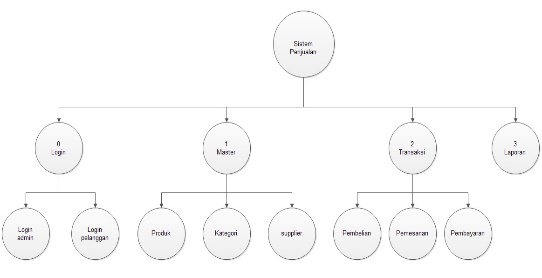 Sistem
Penjualan
0
Login
1
Master
2
Transaksi
3
Laporan
Login
admin
Login
pelanggan
Produk
Kategori
supplier
Pembelian
Pemesanan
Pembayaran